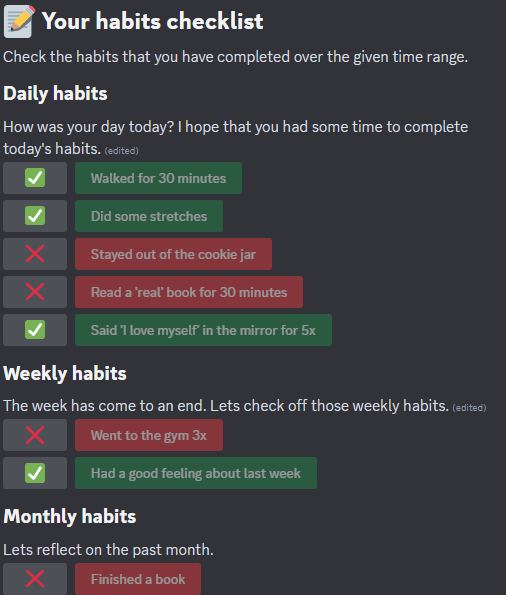 Your habits checklist
Check the habits that you have completed over the given time range.
Daily habits
How was your day today? I hope that you had some time to complete
today's habits. (edited)
Walked for 30 minutes
Did some stretches
Stayed out of the cookie jar
Read a 'real' book for 30 minutes
Said 'I love myself' in the mirror for 5x
Weekly habits
The week has come to an end. Lets check off those weekly habits. (edited)
Went to the gym 3x
Had a good feeling about last week
Monthly habits
Lets reflect on the past month.
Finished a book